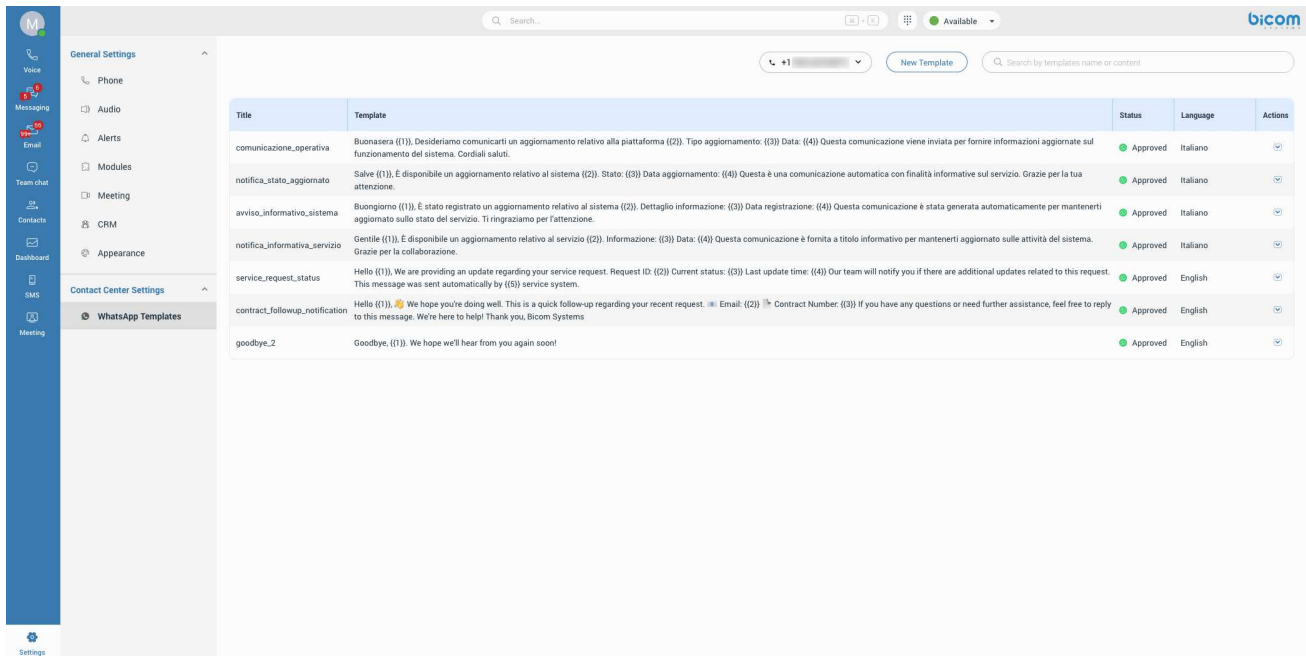 M
Search...
⌘ + K
Available
bicom
SYSTEMS
Voice
5
5
Messaging
99+
99
Email
Team chat
Contacts
Dashboard
SMS
Meeting
Settings
General Settings
Phone
Audio
Alerts
Modules
Meeting
CRM
Appearance
Contact Center Settings
WhatsApp Templates
+1
New Template
Search by templates name or content
Title Template Status Language Actions
comunicazione_operativa
Buonasera {{1}}, Desideriamo comunicarti un aggiornamento relativo alla piattaforma {{2}}. Tipo aggiornamento: {{3}} Data: {{4}} Questa comunicazione viene inviata per fornire informazioni aggiornate sul
funzionamento del sistema. Cordiali saluti.
Approved Italiano
notifica_stato_aggiornato
Salve {{1}}, È disponibile un aggiornamento relativo al sistema {{2}}. Stato: {{3}} Data aggiornamento: {{4}} Questa è una comunicazione automatica con finalità informative sul servizio. Grazie per la tua
attenzione.
Approved Italiano
avviso_informativo_sistema
Buongiorno {{1}}, È stato registrato un aggiornamento relativo al sistema {{2}}. Dettaglio informazione: {{3}} Data registrazione: {{4}} Questa comunicazione è stata generata automaticamente per mantenerti
aggiornato sullo stato del servizio. Ti ringraziamo per l'attenzione.
Approved Italiano
notifica_informativa_servizio
Gentile {{1}}, È disponibile un aggiornamento relativo al servizio {{2}}. Informazione: {{3}} Data: {{4}} Questa comunicazione è fornita a titolo informativo per mantenerti aggiornato sulle attività del sistema.
Grazie per la collaborazione.
Approved Italiano
service_request_status
Hello {{1}}, We are providing an update regarding your service request. Request ID: {{2}} Current status: {{3}} Last update time: {{4}} Our team will notify you if there are additional updates related to this request.
This message was sent automatically by {{5}} service system.
Approved English
contract_followup_notification
Hello {{1}}, 👋 We hope you're doing well. This is a quick follow-up regarding your recent request. 📧 Email: {{2}} 📑 Contract Number: {{3}} If you have any questions or need further assistance, feel free to reply
to this message. We're here to help! Thank you, Bicom Systems
Approved English
goodbye_2
Goodbye, {{1}}. We hope we'll hear from you again soon!
Approved English